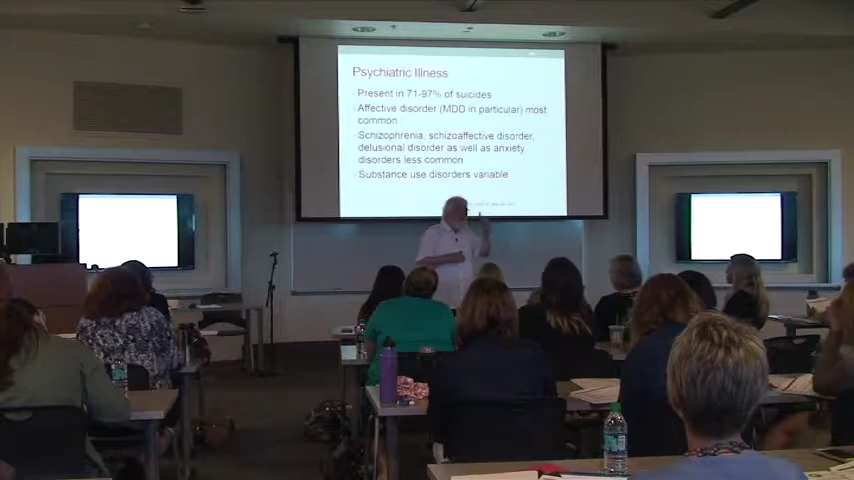 Psychiatric Illness
Present in 71-97% of suicides
Affective disorder (MDD in particular) most
common
Schizophrenia, schizoaffective disorder,
delusional disorder as well as anxiety
disorders less common
Substance use disorders variable